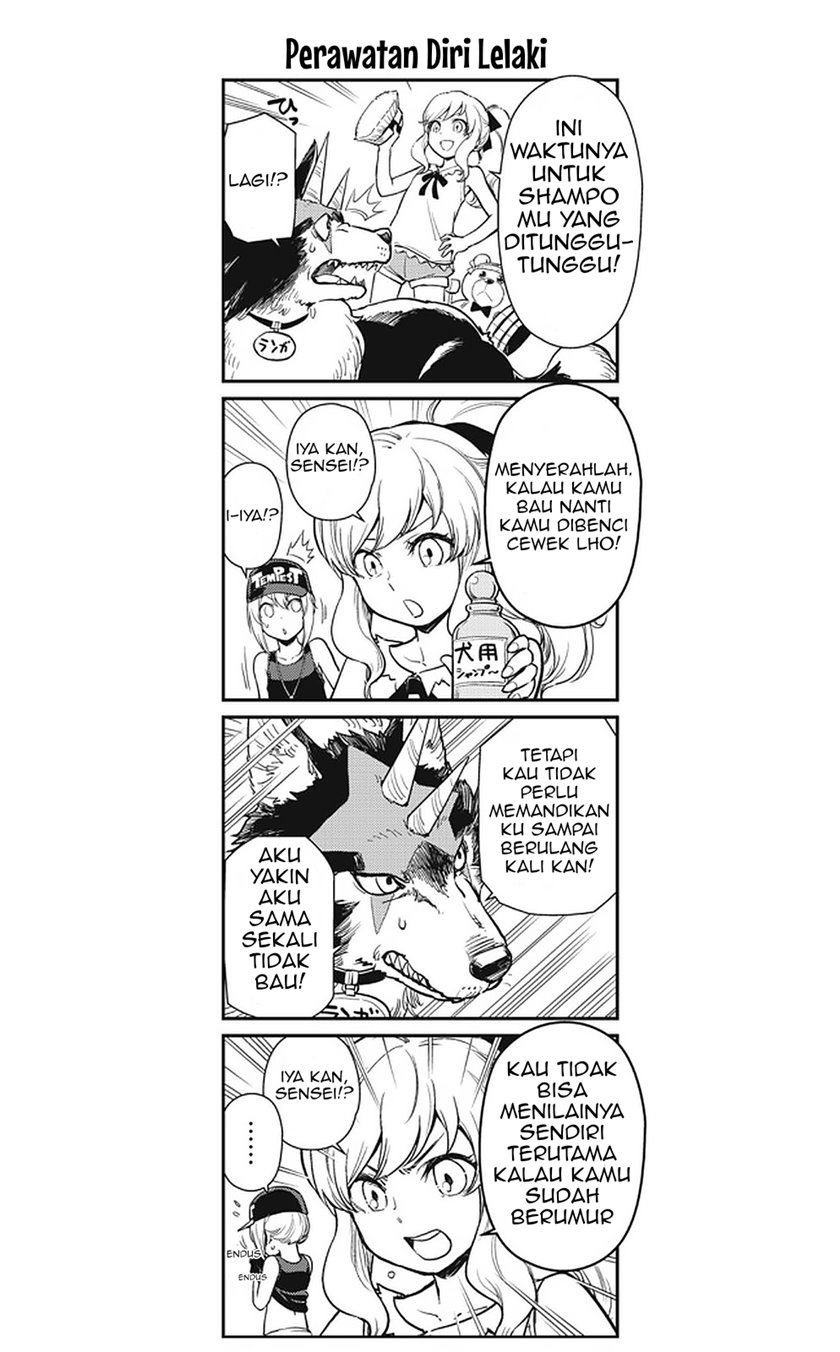 Perawatan Diri Lelaki
INI
WAKTUNYA
UNTUK
SHAMPO
MU YANG
DITUNGGU-
TUNGGU!
ひっ
LAGI!?
ランガ
MENYERAHLAH.
KALAU KAMU
BAU NANTI
KAMU DIBENCI
CEWEK LHO!
IYA KAN,
SENSEI!?
I-IYA!?
TEMPEST
犬用
シャンプ〜
TETAPI
KAU TIDAK
PERLU
MEMANDIKAN
KU SAMPAI
BERULANG
KALI KAN!
AKU
YAKIN
AKU
SAMA
SEKALI
TIDAK
BAU!
ランガ
KAU TIDAK
BISA
MENILAINYA
SENDIRI
TERUTAMA
KALAU KAMU
SUDAH
BERUMUR
IYA KAN,
SENSEI!?
......
ENDUS
ENDUS